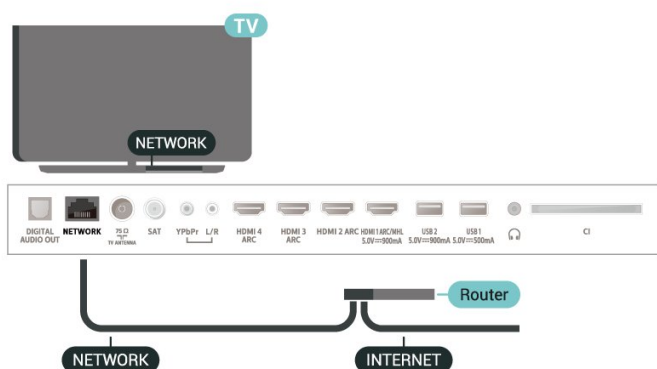 TV
NETWORK
DIGITAL AUDIO OUT
NETWORK
75 Ω
TV ANTENNA
SAT
YPbPr
L/R
HDMI 4 ARC
HDMI 3 ARC
HDMI 2 ARC
HDMI 1 ARC/MHL
5.0V⎓900mA
USB 2
5.0V⎓900mA
USB 1
5.0V⎓500mA
CI
Router
NETWORK
INTERNET